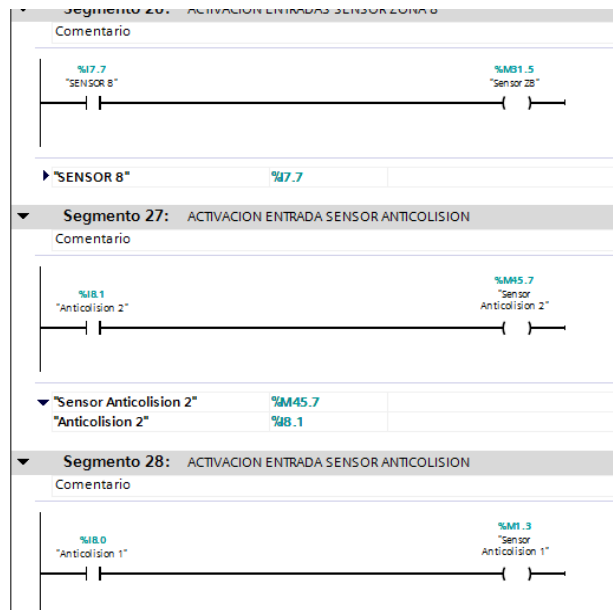 Segmento 26: ACTIVACION ENTRADAS SENSOR ZONA 8
Comentario
%I7.7
"SENSOR 8"
%M31.5
"Sensor Z8"
"SENSOR 8" %I7.7
Segmento 27: ACTIVACION ENTRADA SENSOR ANTICOLISION
Comentario
%I8.1
"Anticolision 2"
%M45.7
"Sensor
Anticolision 2"
"Sensor Anticolision 2" %M45.7
"Anticolision 2" %I8.1
Segmento 28: ACTIVACION ENTRADA SENSOR ANTICOLISION
Comentario
%I8.0
"Anticolision 1"
%M1.3
"Sensor
Anticolision 1"